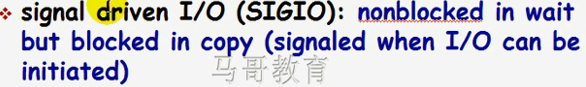 signal driven I/O (SIGIO): nonblocked in wait
but blocked in copy (signaled when I/O can be
initiated)
马哥教育